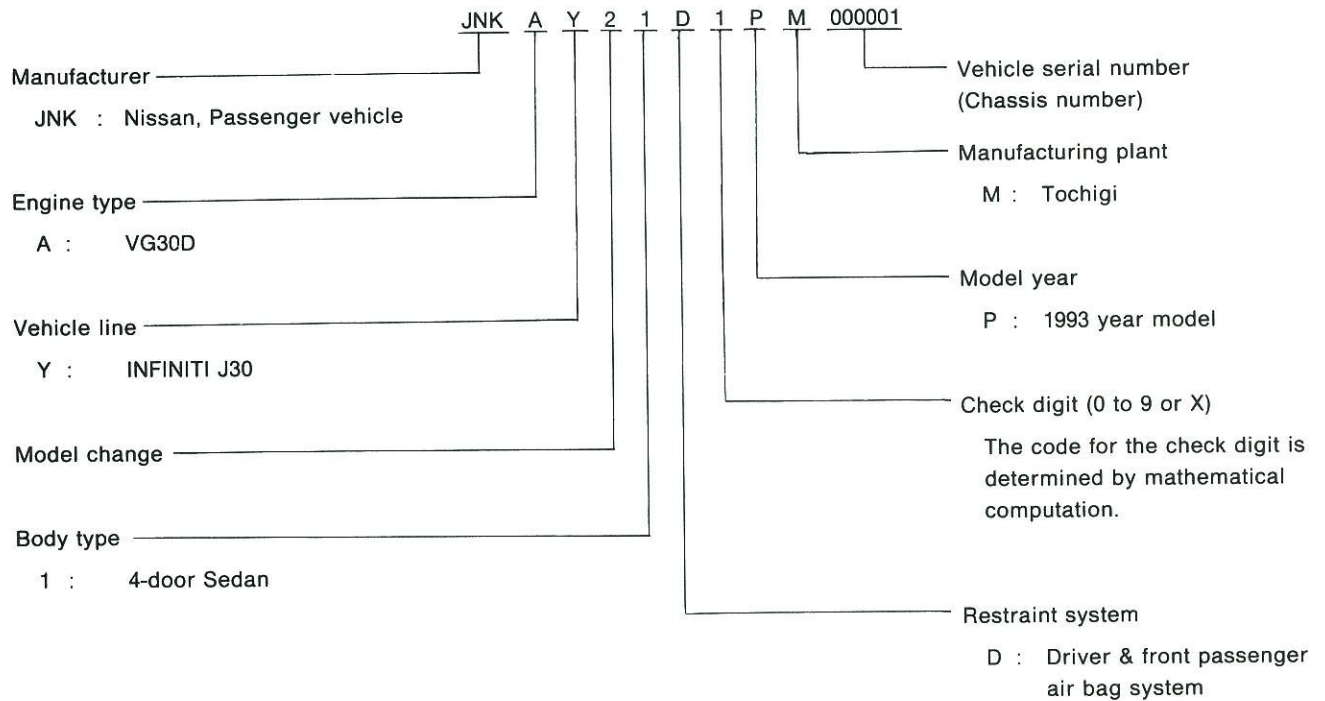 JNK A Y 2 1 D 1 P M 000001
Manufacturer
JNK : Nissan, Passenger vehicle
Engine type
A : VG30D
Vehicle line
Y : INFINITI J30
Model change
Body type
1 : 4-door Sedan
Vehicle serial number
(Chassis number)
Manufacturing plant
M : Tochigi
Model year
P : 1993 year model
Check digit (0 to 9 or X)
The code for the check digit is
determined by mathematical
computation.
Restraint system
D : Driver & front passenger
air bag system